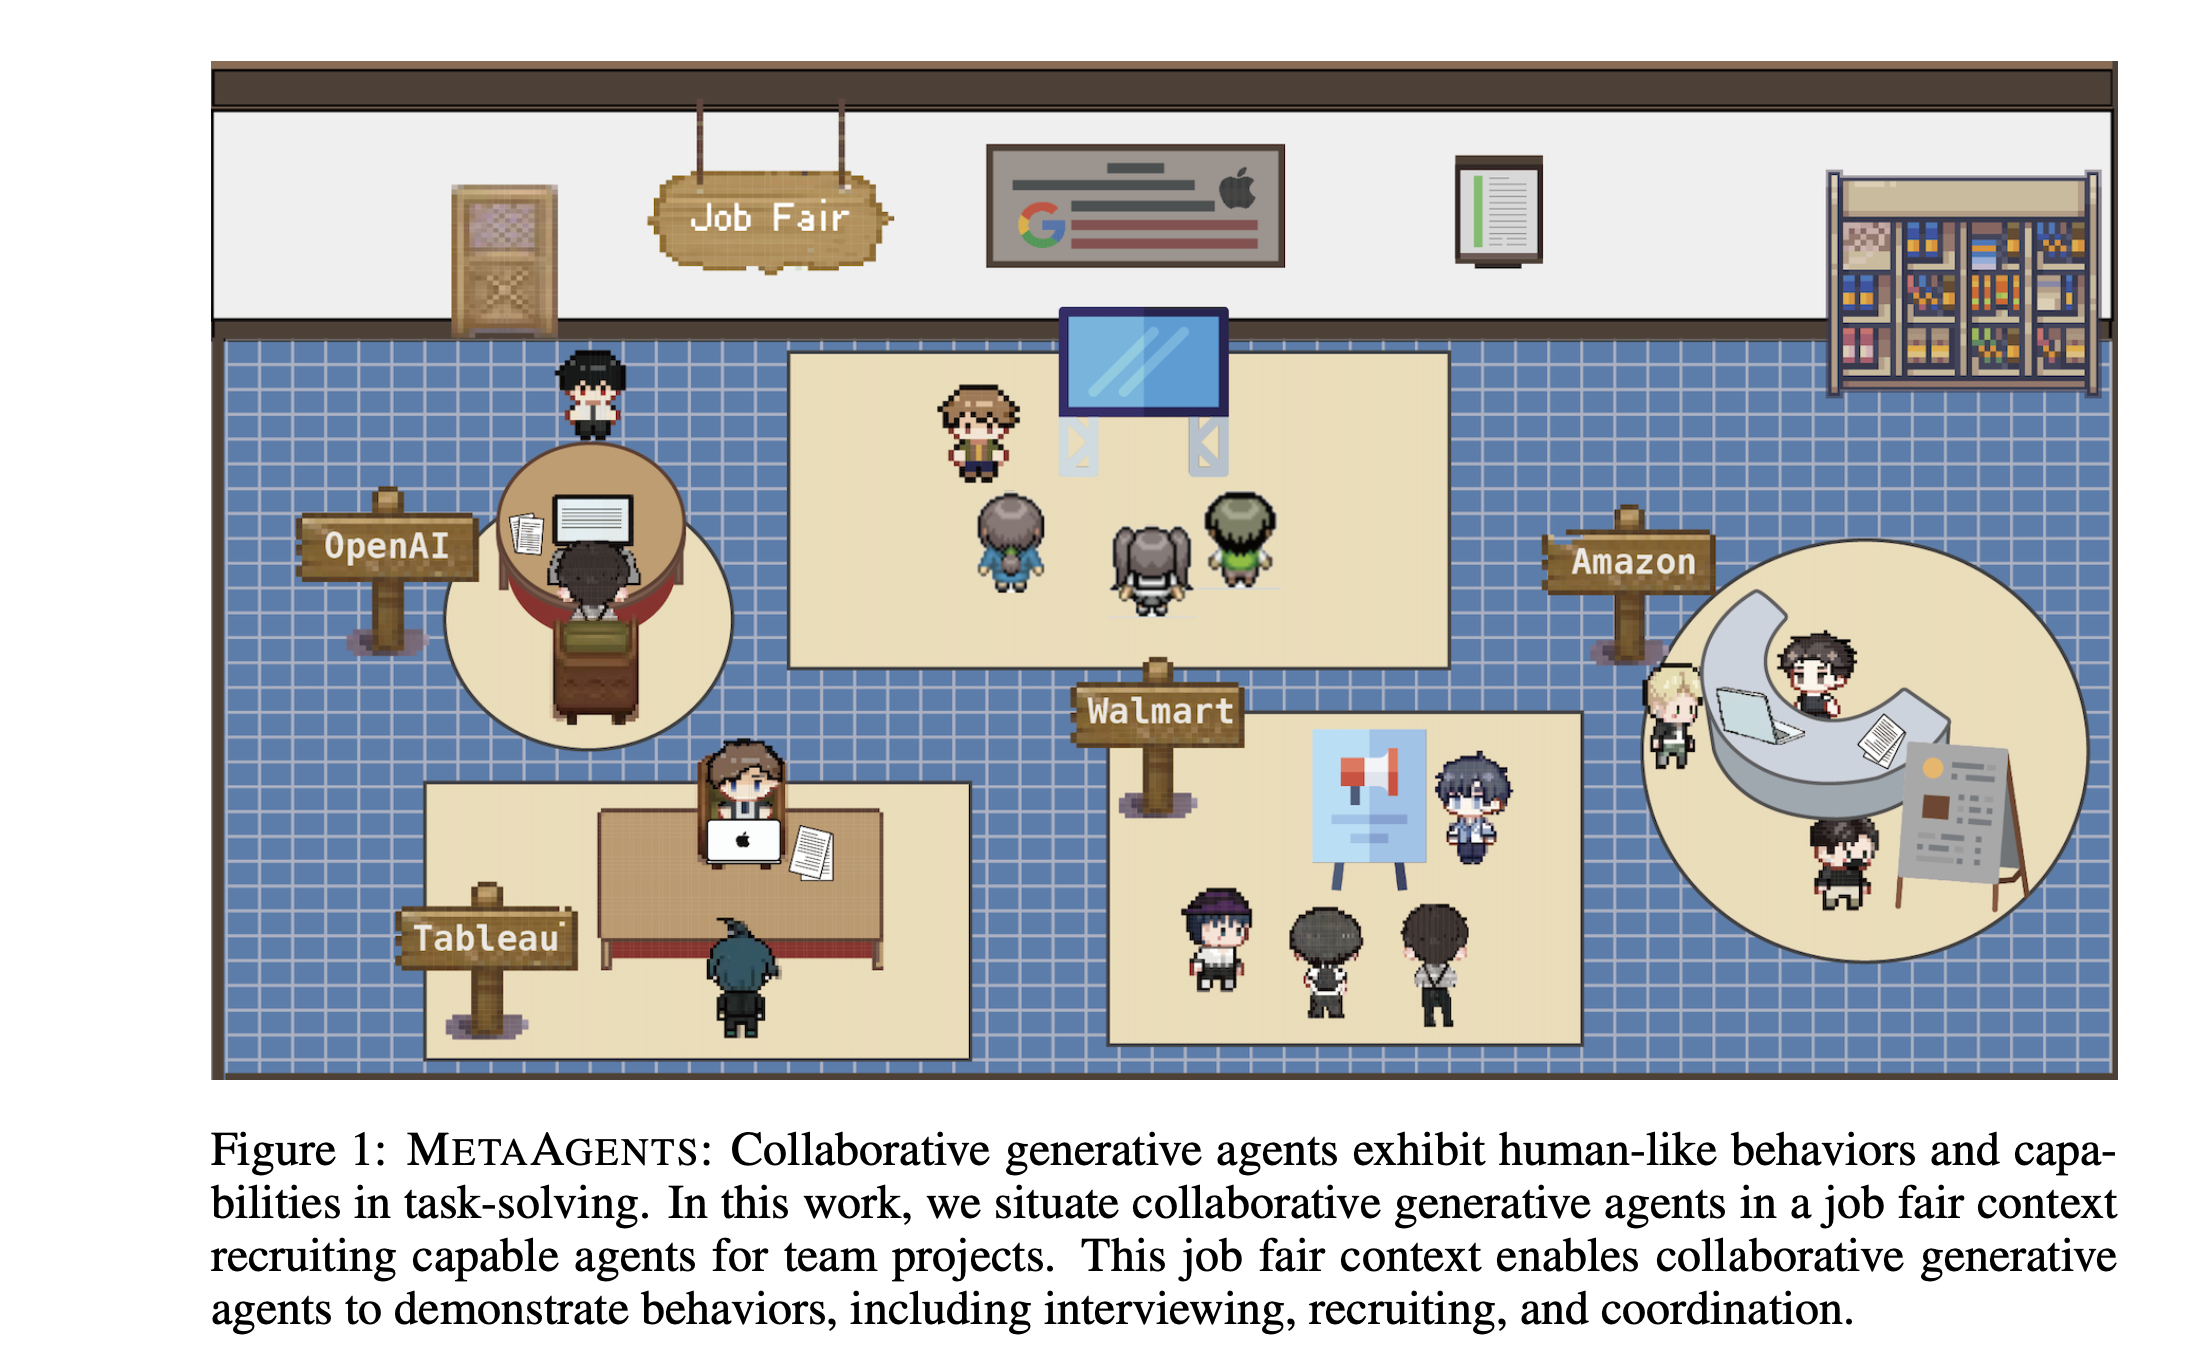 Job Fair
OpenAI
Amazon
Walmart
Tableau
Figure 1: METAAGENTS: Collaborative generative agents exhibit human-like behaviors and capa-
bilities in task-solving. In this work, we situate collaborative generative agents in a job fair context
recruiting capable agents for team projects. This job fair context enables collaborative generative
agents to demonstrate behaviors, including interviewing, recruiting, and coordination.